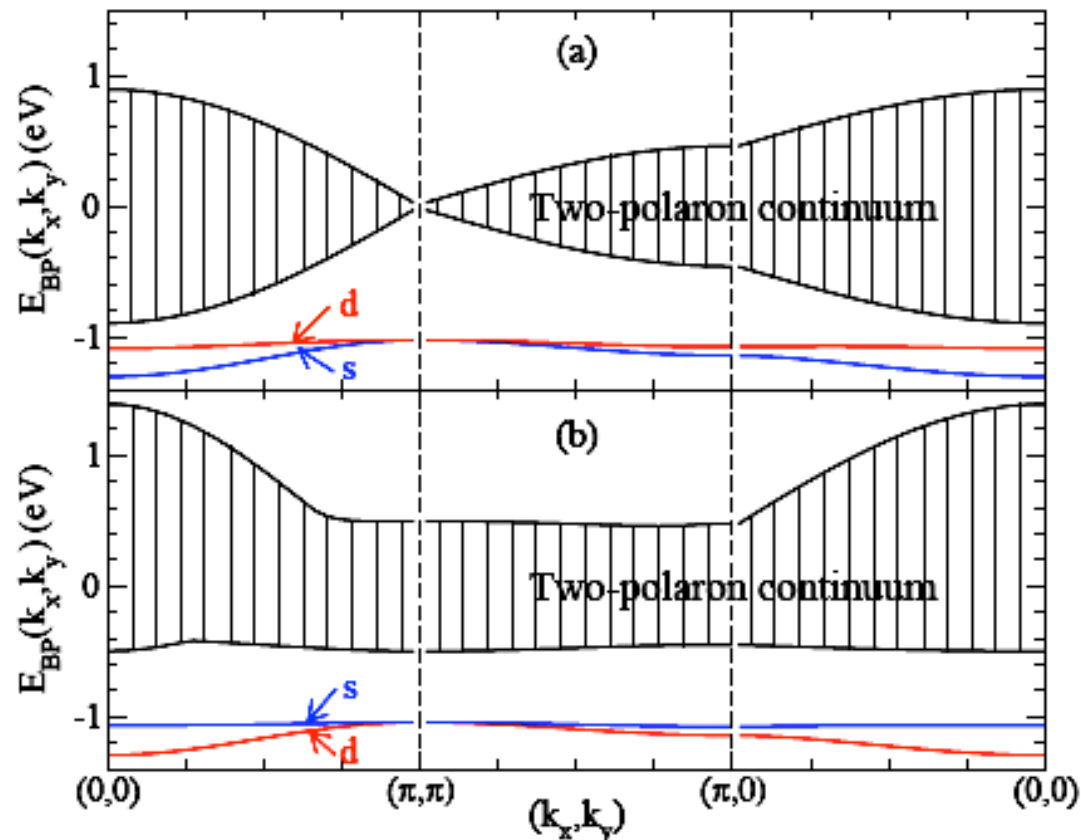 (a)
E_BP(k_x,k_y)(eV)
1
0
-1
Two-polaron continuum
d
s
(b)
E_BP(k_x,k_y)(eV)
1
0
-1
Two-polaron continuum
s
d
(0,0) (π,π) (π,0) (0,0)
(k_x,k_y)